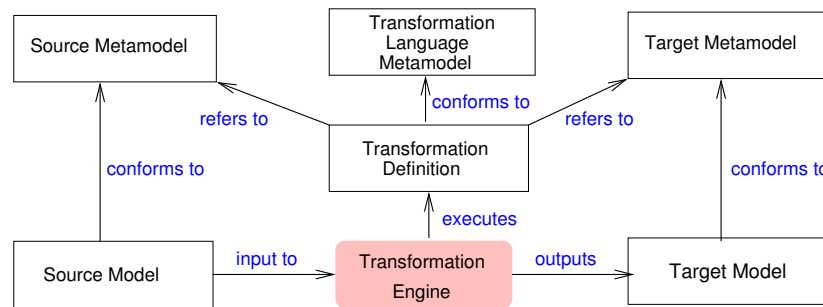 Source Metamodel
Transformation
Language
Metamodel
Target Metamodel
refers to
conforms to
refers to
Transformation
Definition
conforms to
conforms to
executes
Source Model
input to
Transformation
Engine
outputs
Target Model